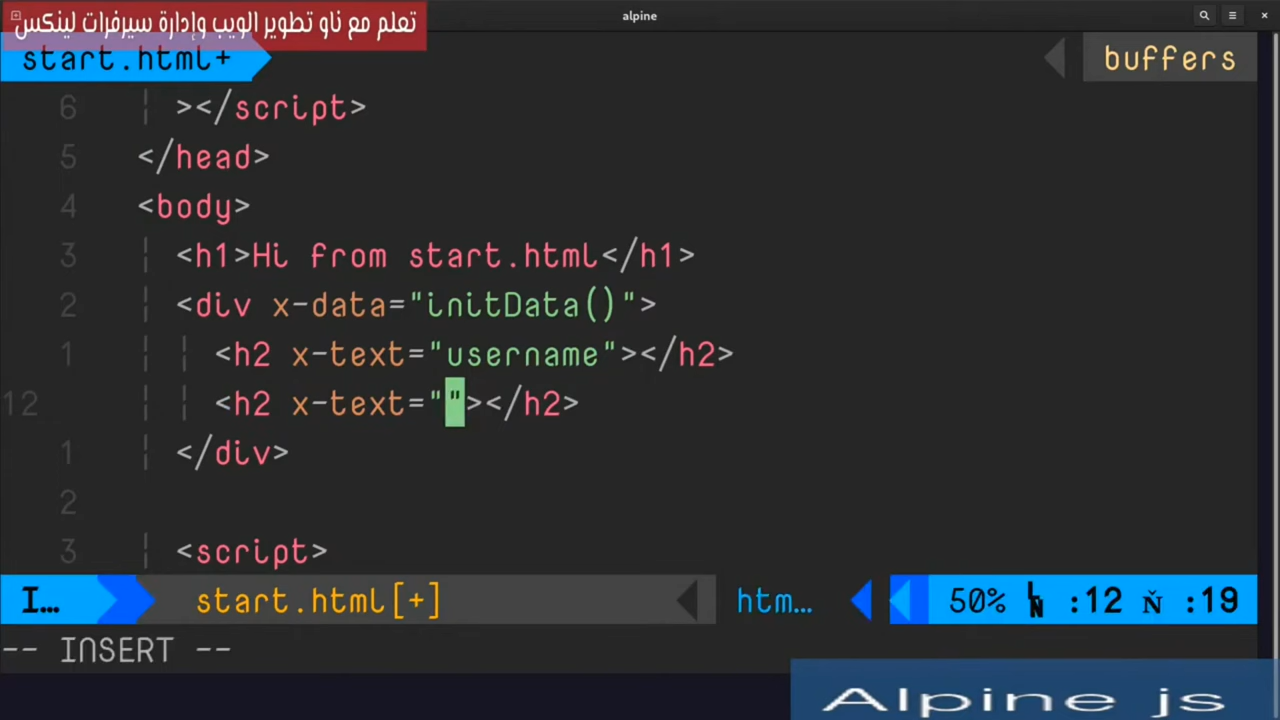 alpine
تعلم مع ناو تطوير الويب وإدارة سيرفرات لينكس
start.html+
buffers
6 ></script>
5 </head>
4 <body>
3 <h1>Hi from start.html</h1>
2 <div x-data="initData()">
1 <h2 x-text="username"></h2>
12 <h2 x-text=""></h2>
1 </div>
2
3 <script>
I… start.html[+] htm… 50% :12 :19
-- INSERT --
Alpine js